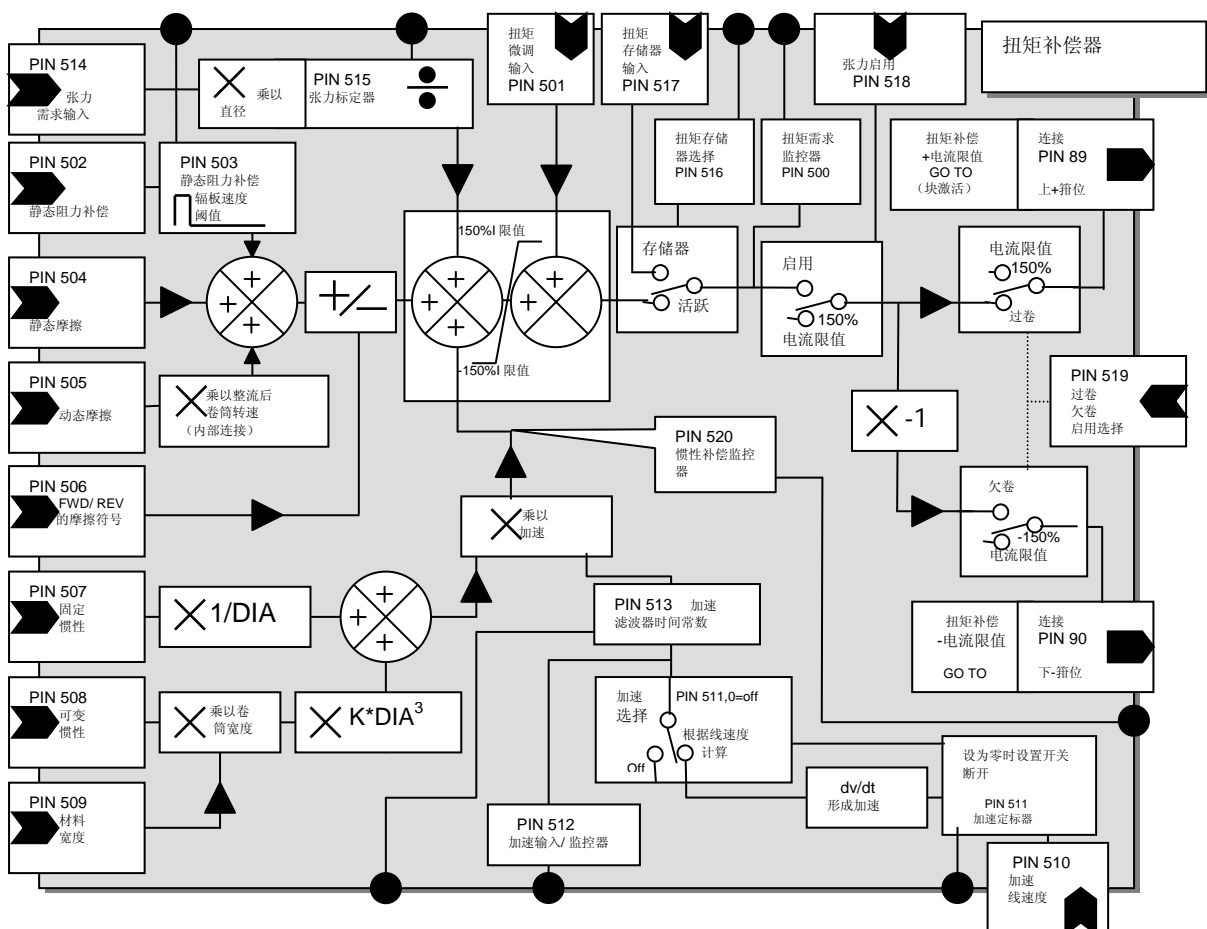 扭矩补偿器
PIN 514
张力
需求输入
乘以
直径
PIN 515
张力标定器
扭矩
微调
输入
PIN 501
扭矩
存储器
输入
PIN 517
张力启用
PIN 518
PIN 502
静态阻力补偿
PIN 503
静态阻力补偿
辐板速度
阈值
扭矩存储
器选择
PIN 516
扭矩需求
监控器
PIN 500
扭矩补偿
+电流限值
GO TO
（块激活）
连接
PIN 89
上+箝位
PIN 504
静态摩擦
+
+
+
+/−
150%I 限值
+
+
+
+
+
-150%I 限值
存储器
活跃
启用
150%
电流限值
电流限值
150%
过卷
PIN 505
动态摩擦
乘以整流后
卷筒转速
（内部连接）
PIN 519
过卷
欠卷
启用选择
-1
PIN 506
FWD/ REV
的摩擦符号
PIN 520
惯性补偿监控
器
乘以
加速
欠卷
-150%
电流限值
PIN 507
固定
惯性
1/DIA
+
+
+
PIN 513 加速
滤波器时间常数
扭矩补偿
-电流限值
GO TO
连接
PIN 90
下-箝位
PIN 508
可变
惯性
乘以卷
筒宽度
K*DIA³
加速
选择
PIN 511,0=off
根据线速度
计算
Off
设为零时设置开关
断开
PIN 511
加速定标器
dv/dt
形成加速
PIN 509
材料
宽度
PIN 512
加速输入/ 监控器
PIN 510
加速
线速度